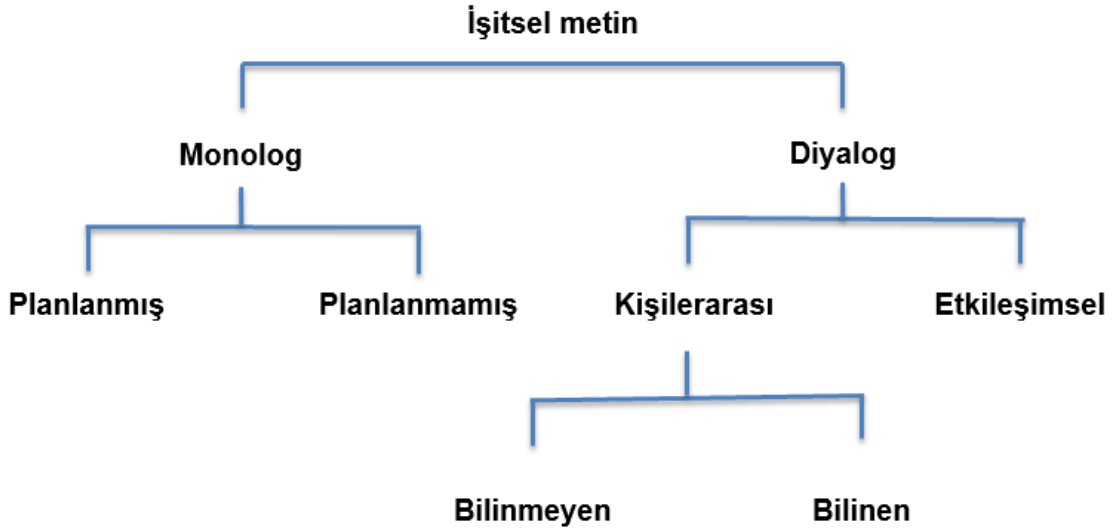 İşitsel metin
Monolog Diyalog
Planlanmış Planlanmamış Kişilerarası Etkileşimsel
Bilinmeyen Bilinen